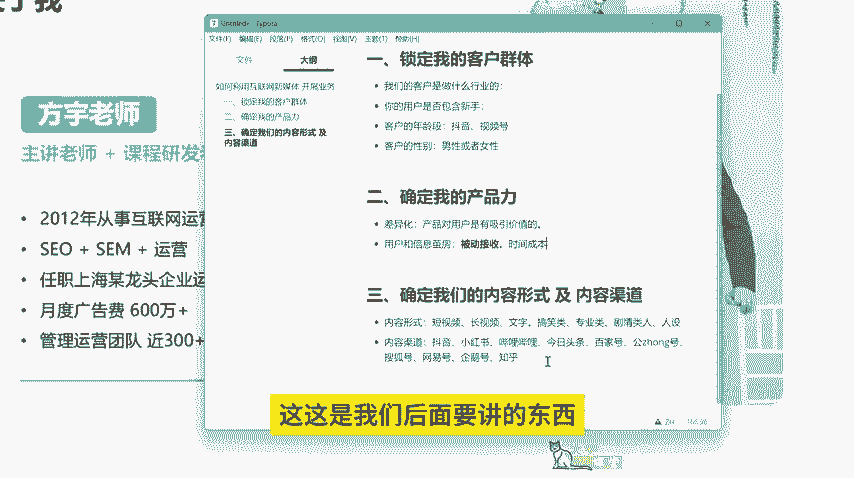 方宇老师
主讲老师 + 课程研发
• 2012年从事互联网运营
• SEO + SEM + 运营
• 任职上海某龙头企业运
• 月度广告费 600万+
• 管理运营团队 近300+
Untitled• - Typora
文件(F) 编辑(E) 段落(P) 格式(O) 视图(V) 主题(T) 帮助(H)
文件 大纲
如何利用互联网新媒体 开展业务
一、锁定我的客户群体
二、确定我的产品力
三、确定我们的内容形式 及
内容渠道
一、锁定我的客户群体
• 我们的客户是做什么行业的;
• 你的用户是否包含新手;
• 客户的年龄段：抖音、视频号
• 客户的性别：男性或者女性
二、确定我的产品力
• 差异化：产品对用户是有吸引价值的。
• 用户和信息茧房：被动接收。时间成本
三、确定我们的内容形式 及 内容渠道
• 内容形式：短视频、长视频、文字。搞笑类、专业类、剧情类人、人设
• 内容渠道：抖音、小红书、哔哩哔哩、今日头条、百家号、公zhong号、
搜狐号、网易号、企鹅号、知乎
这这是我们后面要讲的东西